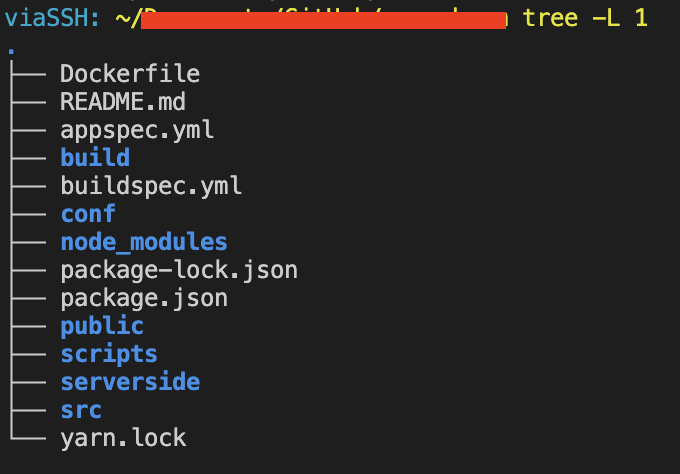 viaSSH: ~/ tree -L 1
.
├── Dockerfile
├── README.md
├── appspec.yml
├── build
├── buildspec.yml
├── conf
├── node_modules
├── package-lock.json
├── package.json
├── public
├── scripts
├── serverside
├── src
└── yarn.lock